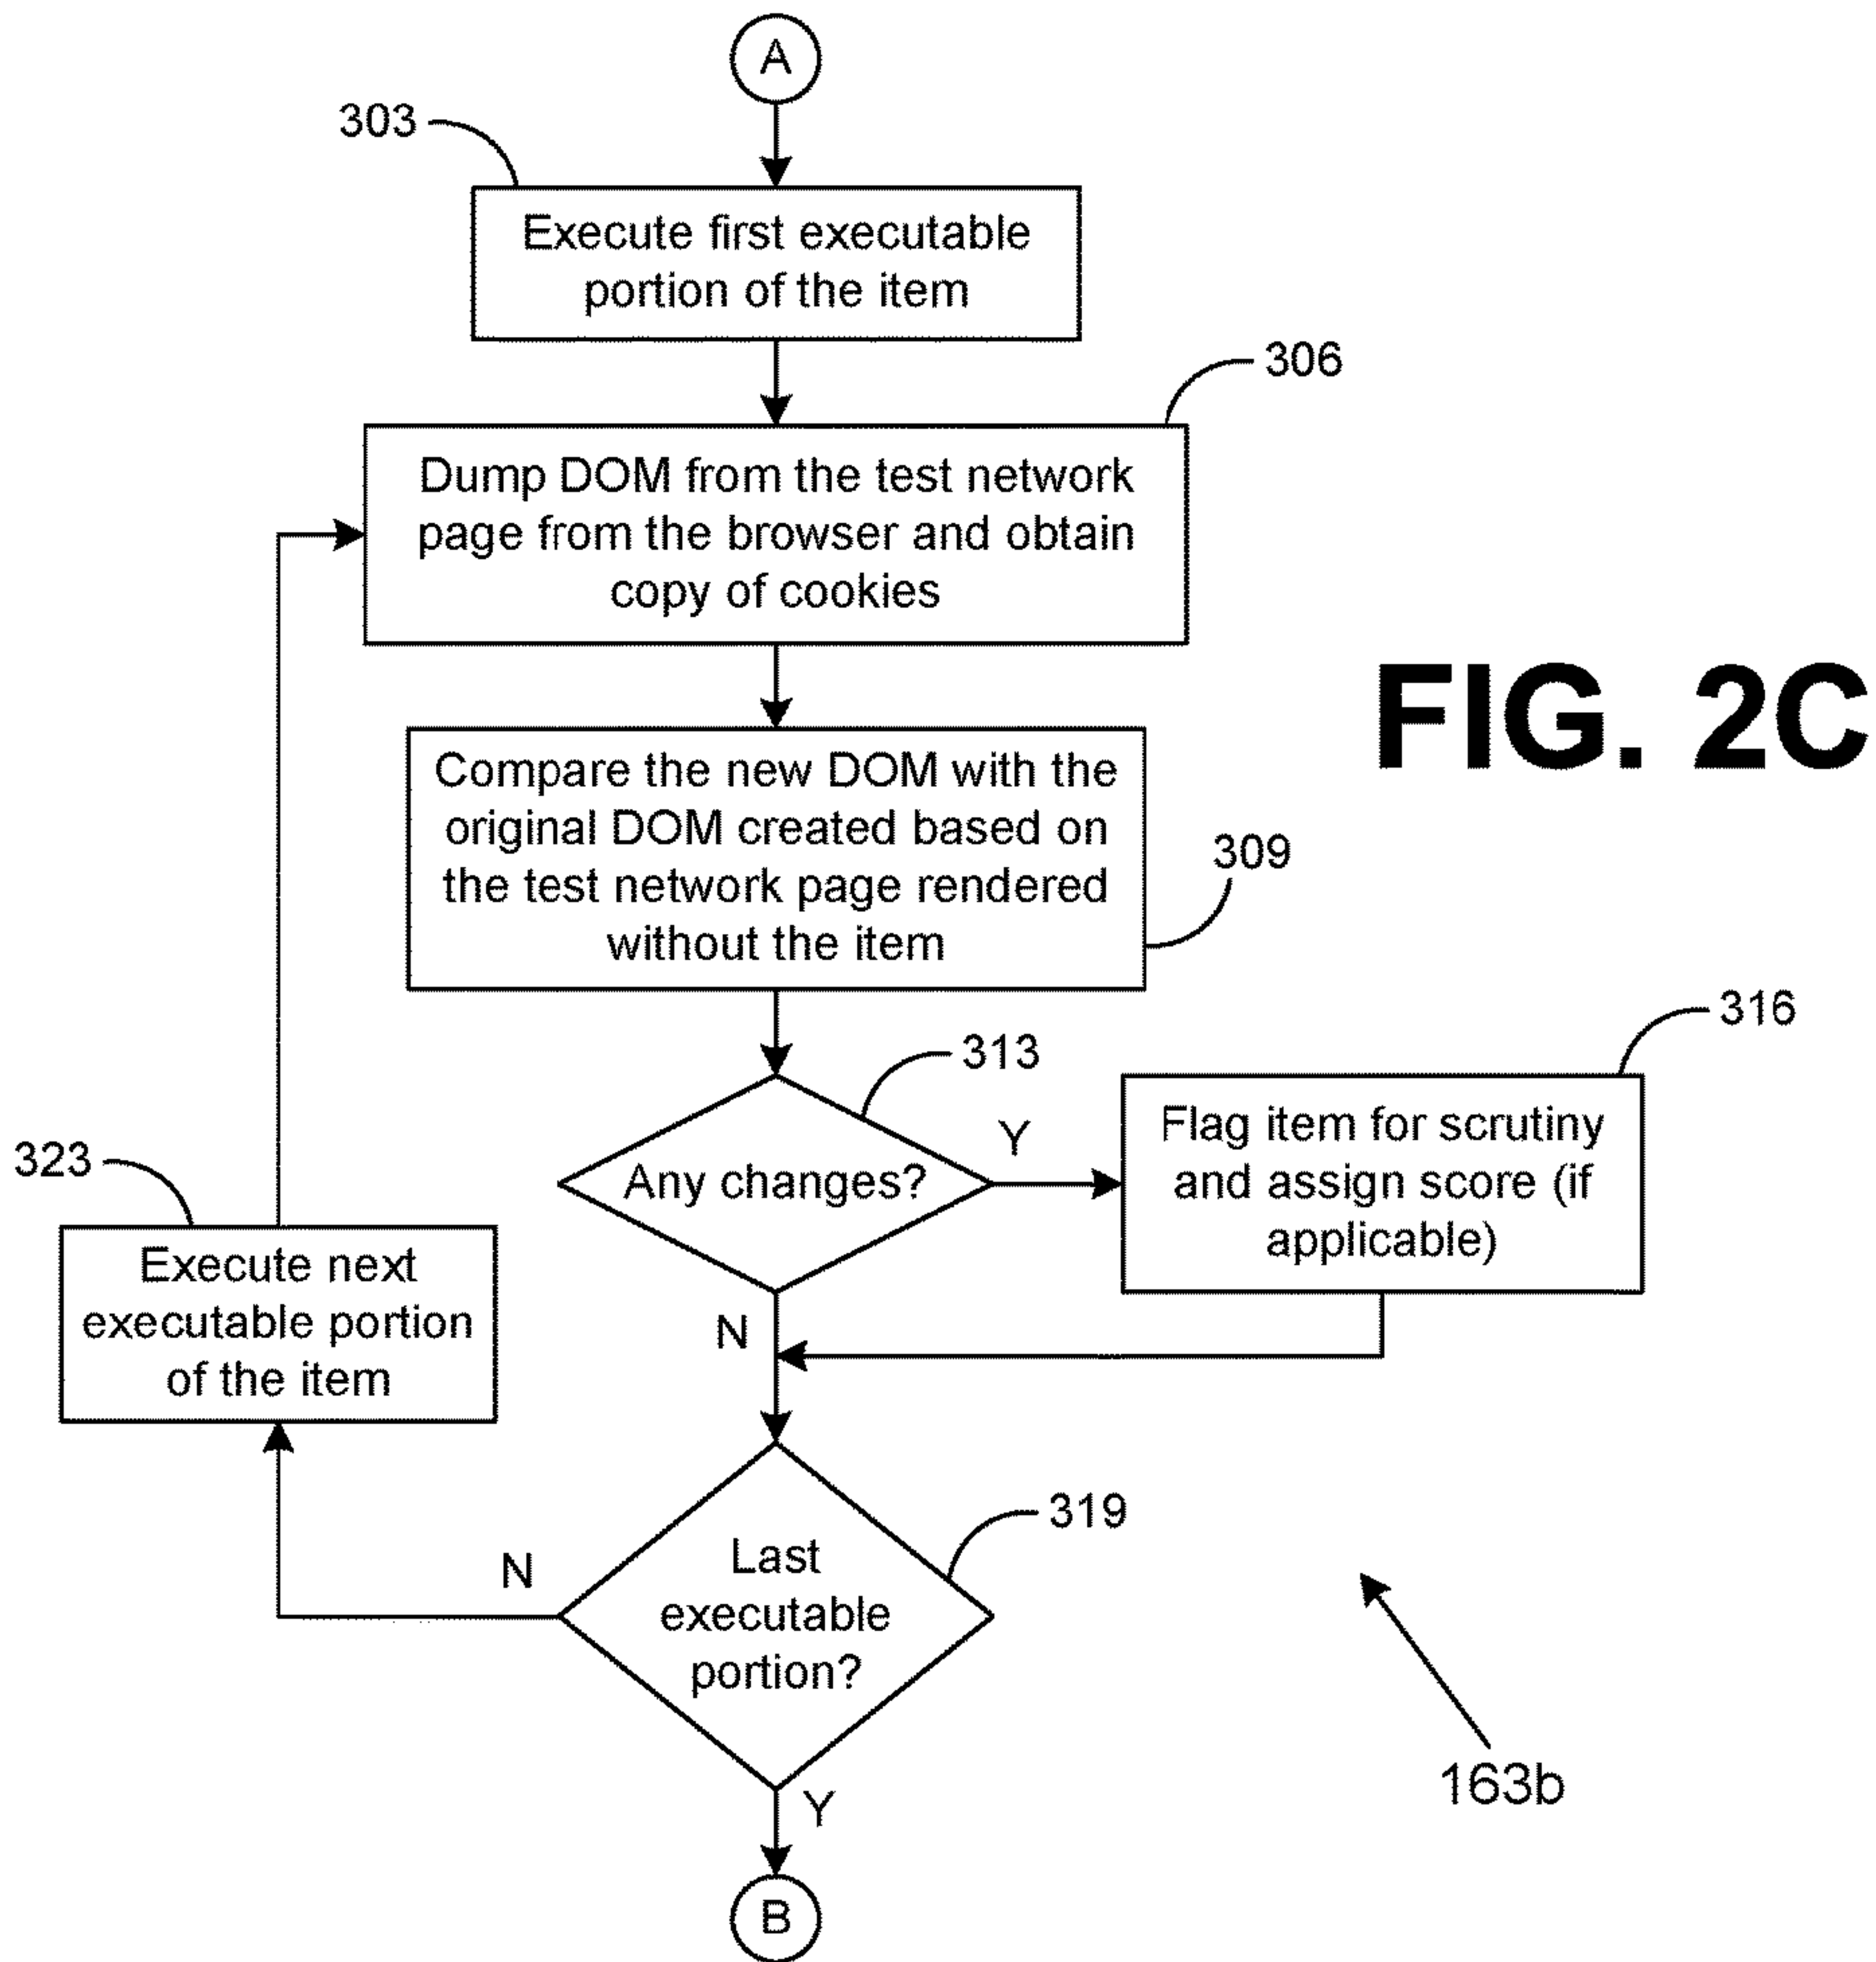 A
303
Execute first executable
portion of the item
306
Dump DOM from the test network
page from the browser and obtain
copy of cookies
FIG. 2C
Compare the new DOM with the
original DOM created based on
the test network page rendered
without the item
309
313
316
Any changes?
Y
Flag item for scrutiny
and assign score (if
applicable)
N
323
Execute next
executable portion
of the item
319
Last
executable
portion?
N
Y
163b
B